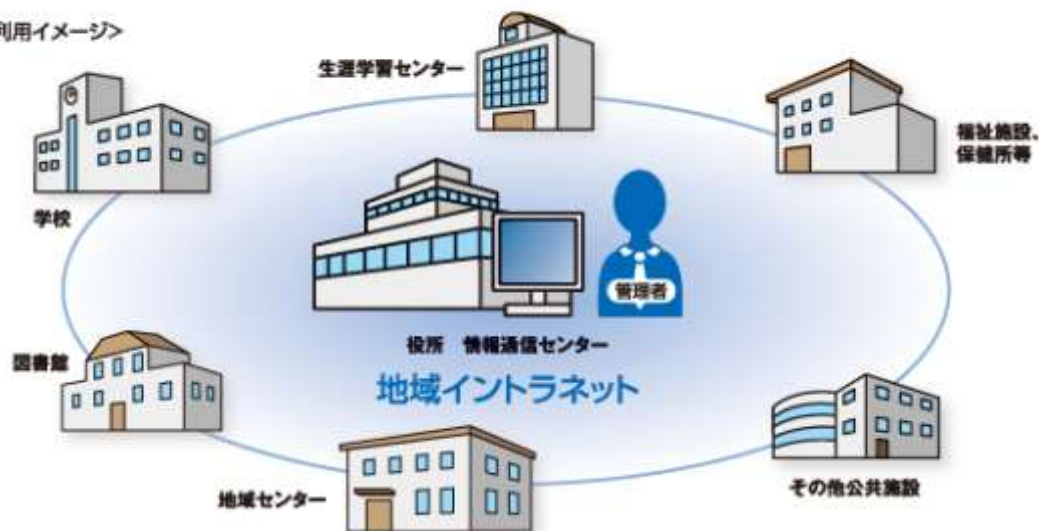 利用イメージ>
生涯学習センター
福祉施設、
保健所等
学校
管理者
役所 情報通信センター
図書館
地域イントラネット
その他公共施設
地域センター